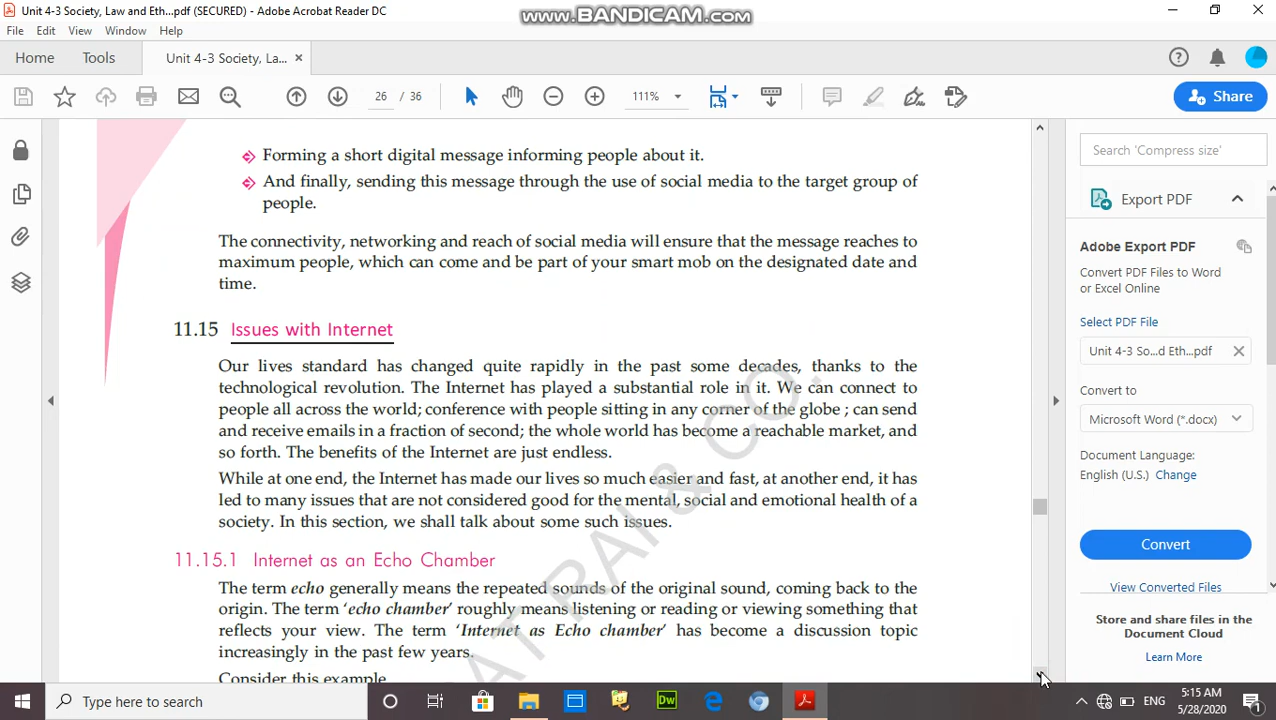 Unit 4-3 Society, Law and Eth...pdf (SECURED) - Adobe Acrobat Reader DC
www.BANDICAM.com
File Edit View Window Help
Home Tools Unit 4-3 Society, La... ×
26 / 36 111% Share
Forming a short digital message informing people about it.
And finally, sending this message through the use of social media to the target group of
people.
The connectivity, networking and reach of social media will ensure that the message reaches to
maximum people, which can come and be part of your smart mob on the designated date and
time.
11.15 Issues with Internet
Our lives standard has changed quite rapidly in the past some decades, thanks to the
technological revolution. The Internet has played a substantial role in it. We can connect to
people all across the world; conference with people sitting in any corner of the globe ; can send
and receive emails in a fraction of second; the whole world has become a reachable market, and
so forth. The benefits of the Internet are just endless.
While at one end, the Internet has made our lives so much easier and fast, at another end, it has
led to many issues that are not considered good for the mental, social and emotional health of a
society. In this section, we shall talk about some such issues.
11.15.1 Internet as an Echo Chamber
The term echo generally means the repeated sounds of the original sound, coming back to the
origin. The term ‘echo chamber’ roughly means listening or reading or viewing something that
reflects your view. The term ‘Internet as Echo chamber’ has become a discussion topic
increasingly in the past few years.
Consider this example
AT RAI & CO.
Search 'Compress size'
Export PDF
Adobe Export PDF
Convert PDF Files to Word
or Excel Online
Select PDF File
Unit 4-3 So...d Eth...pdf
Convert to
Microsoft Word (*.docx)
Document Language:
English (U.S.) Change
Convert
View Converted Files
Store and share files in the
Document Cloud
Learn More
Type here to search
Dw
ENG
5:15 AM
5/28/2020
1